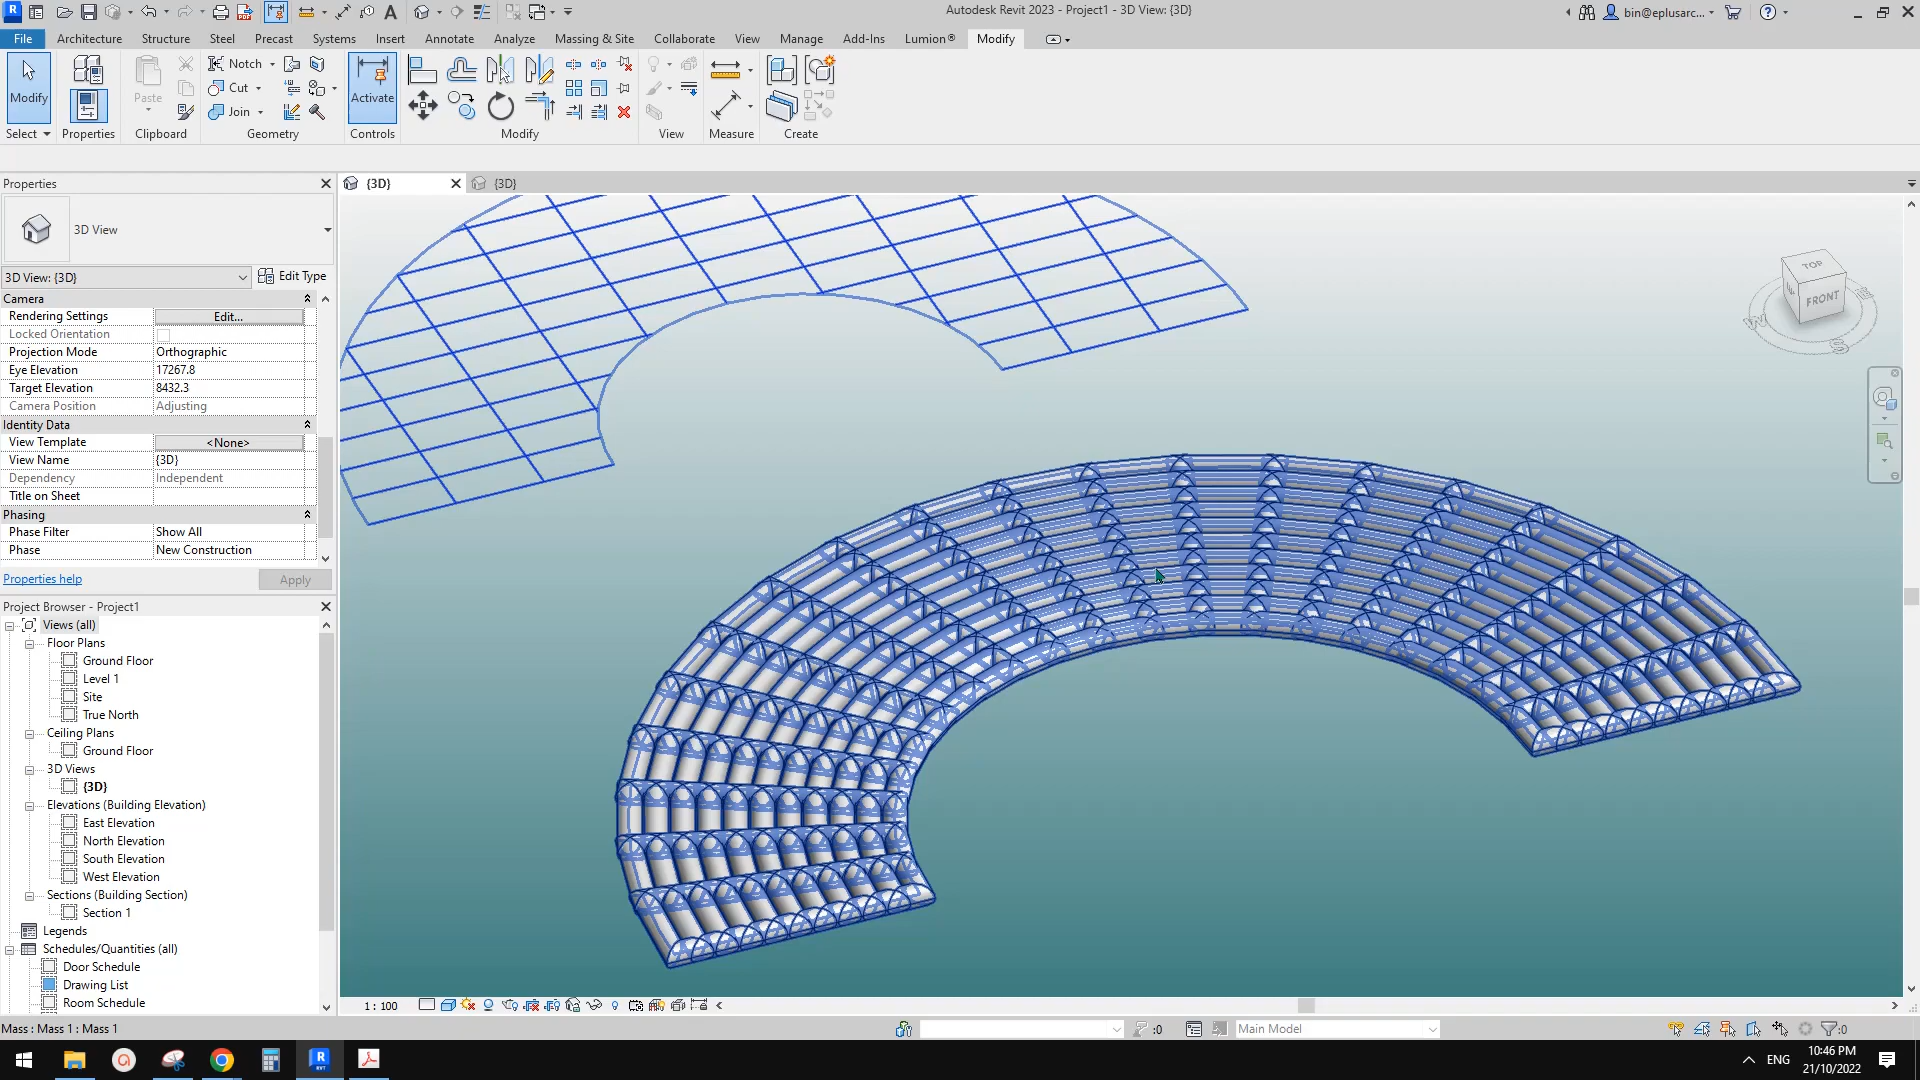 Autodesk Revit 2023 - Project1 - 3D View: {3D}
bin@eplusarc...
File Architecture Structure Steel Precast Systems Insert Annotate Analyze Massing & Site Collaborate View Manage Add-Ins Lumion® Modify
Modify
Paste
Notch
Cut
Join
Activate
Select Properties Clipboard Geometry Controls Modify View Measure Create
Properties
{3D}
{3D}
3D View
3D View: {3D}
Edit Type
Camera
Rendering Settings Edit...
Locked Orientation
Projection Mode Orthographic
Eye Elevation 17267.8
Target Elevation 8432.3
Camera Position Adjusting
Identity Data
View Template <None>
View Name {3D}
Dependency Independent
Title on Sheet
Phasing
Phase Filter Show All
Phase New Construction
Properties help
Apply
TOP
FRONT
W
S
Project Browser - Project1
Views (all)
Floor Plans
Ground Floor
Level 1
Site
True North
Ceiling Plans
Ground Floor
3D Views
{3D}
Elevations (Building Elevation)
East Elevation
North Elevation
South Elevation
West Elevation
Sections (Building Section)
Section 1
Legends
Schedules/Quantities (all)
Door Schedule
Drawing List
Room Schedule
1 : 100
Mass : Mass 1 : Mass 1
:0
Main Model
:0
ENG
10:46 PM
21/10/2022